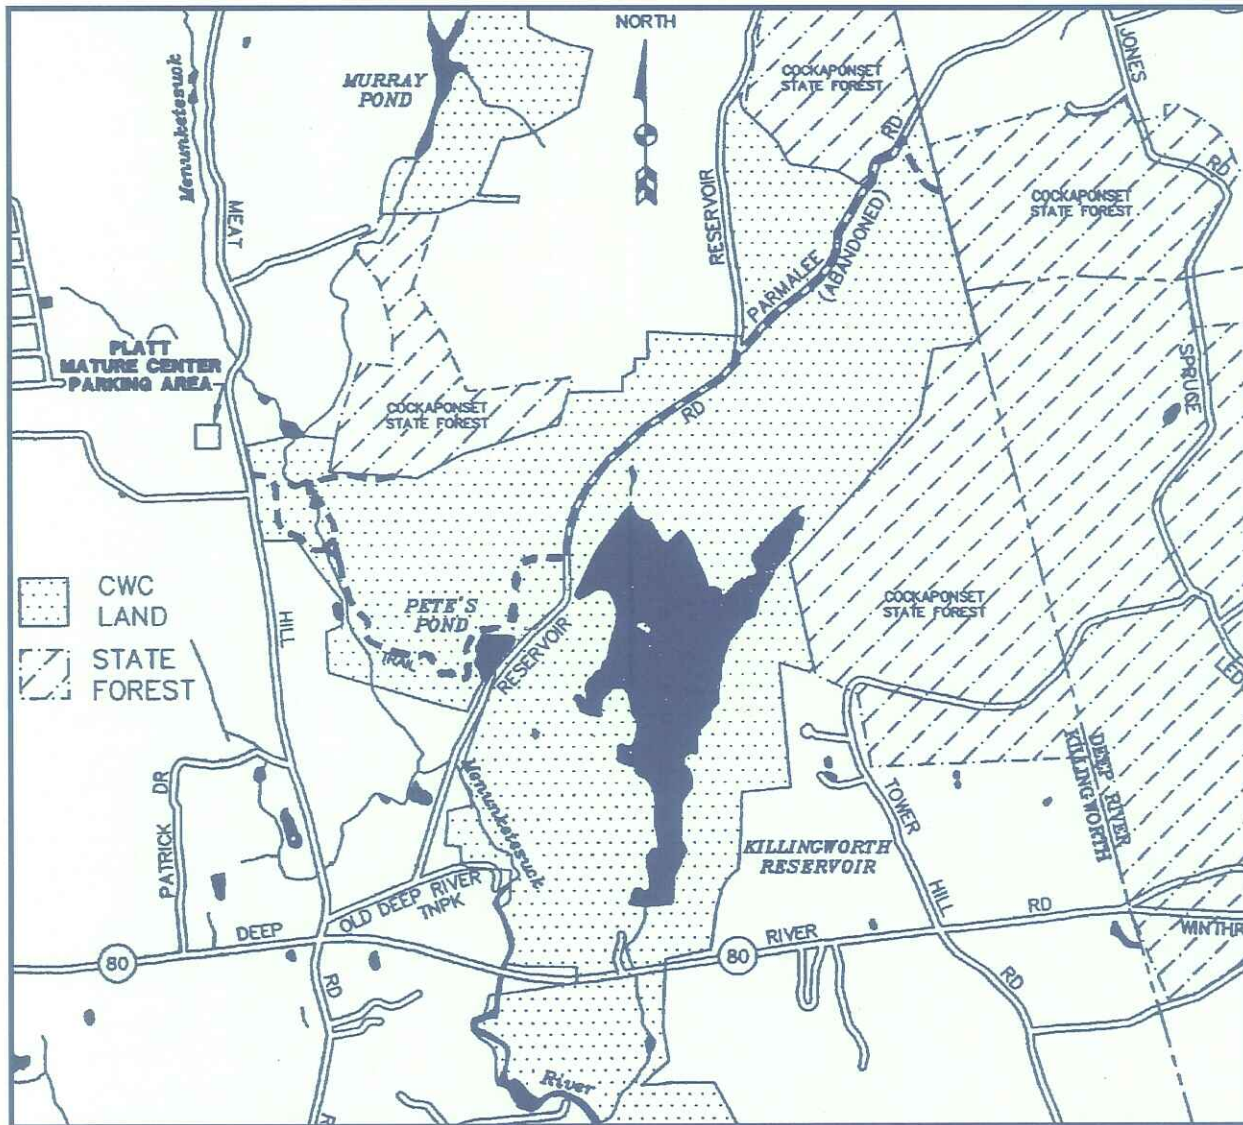 NORTH
Menunketesuck
MURRAY
POND
COCKAPONSET
STATE FOREST
JONES
RD
RD
MEAT
RESERVOIR
COCKAPONSET
STATE FOREST
PARMALEE
(ABANDONED)
PLATT
MATURE CENTER
PARKING AREA
SPRUCE
RD
COCKAPONSET
STATE FOREST
CWC
LAND
PETE'S
POND
COCKAPONSET
STATE FOREST
HILL
TRAIL
RESERVOIR
STATE
FOREST
LED
DEEP RIVER
KILLINGWORTH
PATRICK DR
Menunketesuck
TOWER
KILLINGWORTH
RESERVOIR
OLD DEEP RIVER
TNPK
HILL
RD
DEEP
RIVER
WINTHR
80
80
RD
RD
River
R